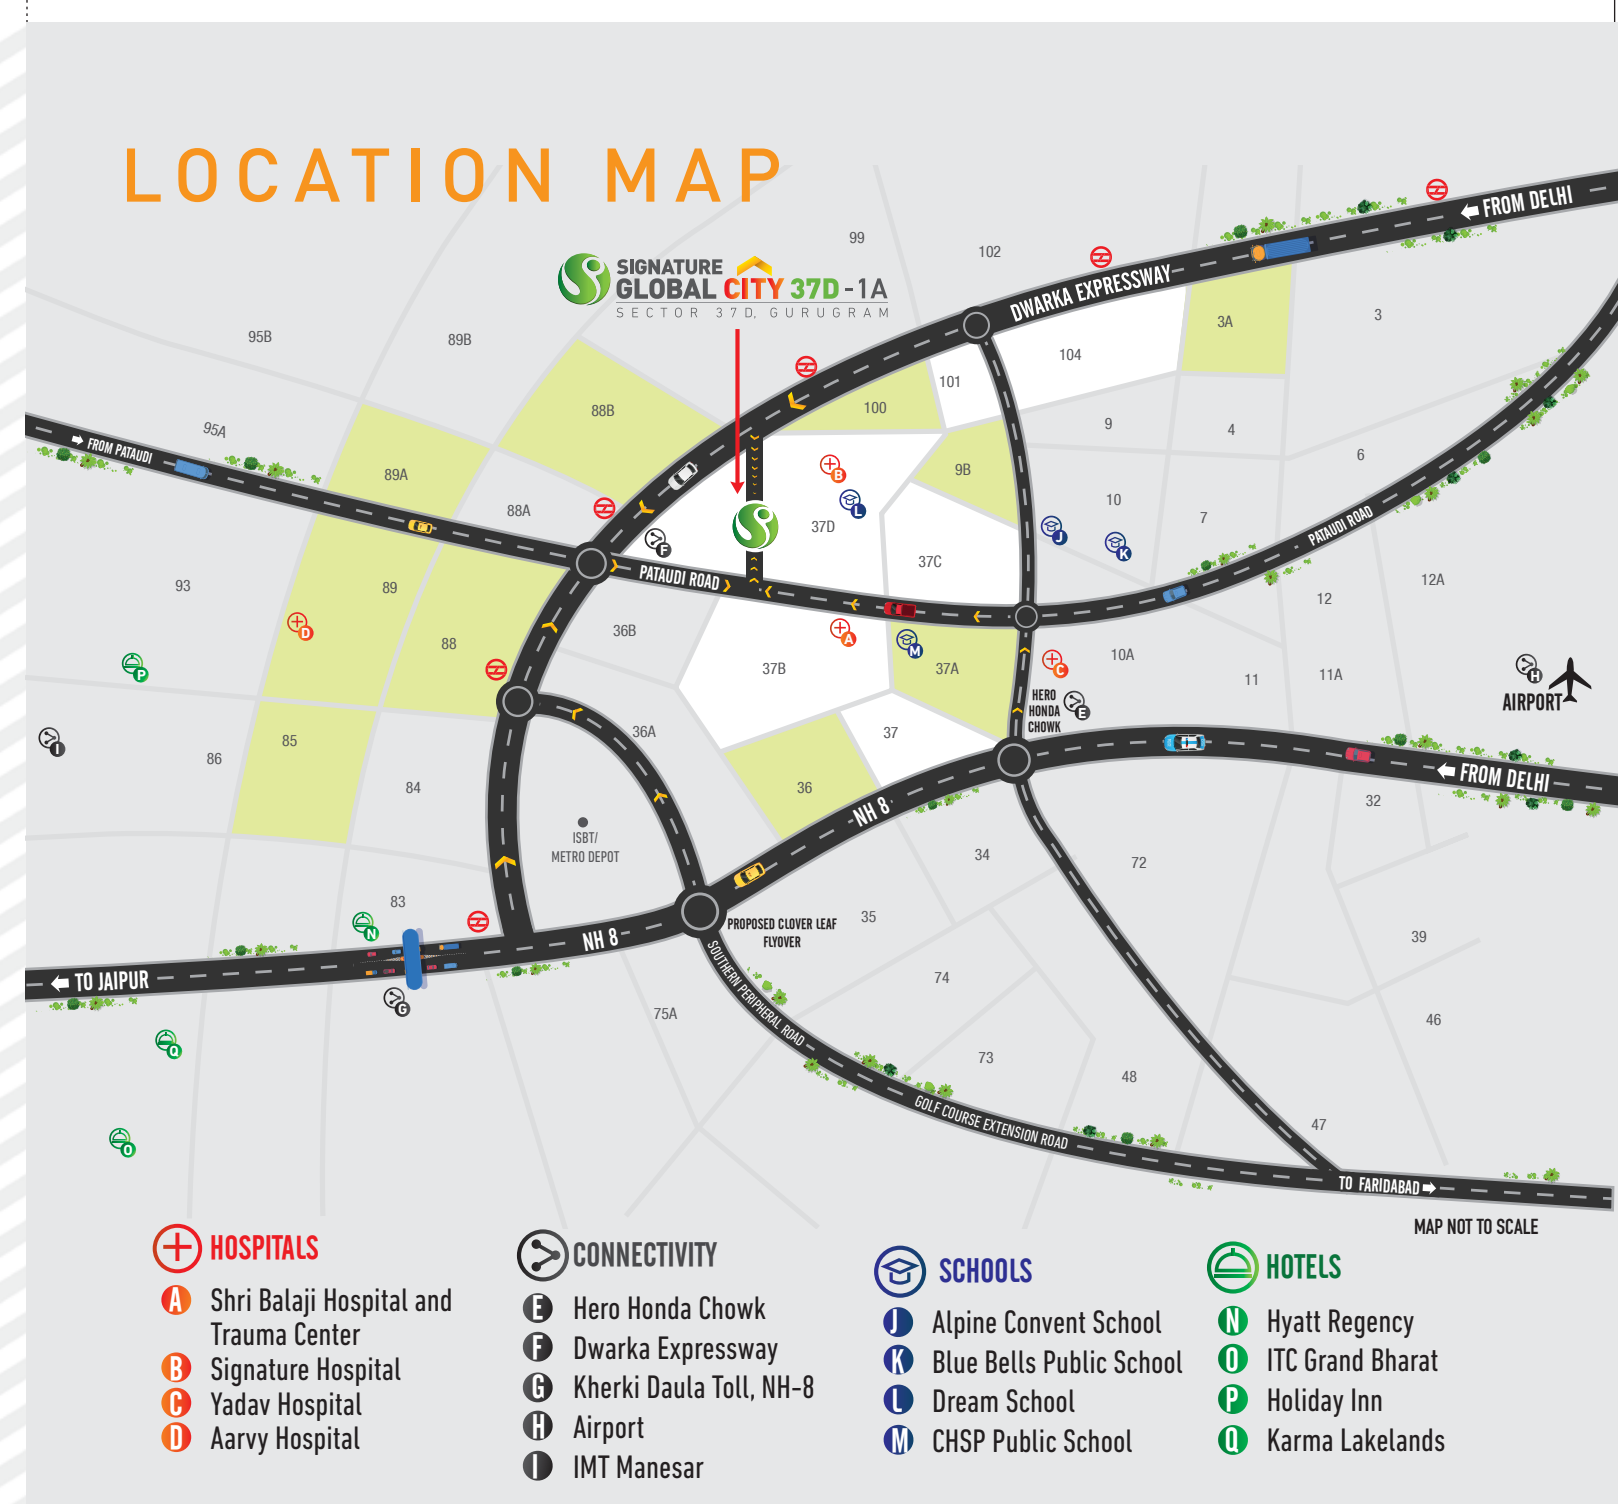 LOCATION MAP
FROM DELHI
99
102
SIGNATURE
GLOBAL CITY 37D-1A
SECTOR 37D, GURUGRAM
DWARKA EXPRESSWAY
3A
3
95B
89B
104
101
88B
100
95A
9
4
FROM PATAUDI
6
89A
9B
B
10
88A
L
7
37D
J
PATAUDI ROAD
F
K
37C
PATAUDI ROAD
12A
93
89
12
D
36B
A
88
M
10A
P
37B
37A
C
11
11A
H
AIRPORT
HERO
HONDA
CHOWK
E
36A
37
I
85
86
FROM DELHI
84
36
32
NH 8
ISBT/
METRO DEPOT
34
72
83
35
N
PROPOSED CLOVER LEAF
FLYOVER
NH 8
39
TO JAIPUR
74
SOUTHERN PERIPHERAL ROAD
G
75A
46
Q
73
48
GOLF COURSE EXTENSION ROAD
47
O
TO FARIDABAD
MAP NOT TO SCALE
HOSPITALS
A Shri Balaji Hospital and
Trauma Center
B Signature Hospital
C Yadav Hospital
D Aarvy Hospital
CONNECTIVITY
E Hero Honda Chowk
F Dwarka Expressway
G Kherki Daula Toll, NH-8
H Airport
I IMT Manesar
SCHOOLS
J Alpine Convent School
K Blue Bells Public School
L Dream School
M CHSP Public School
HOTELS
N Hyatt Regency
O ITC Grand Bharat
P Holiday Inn
Q Karma Lakelands